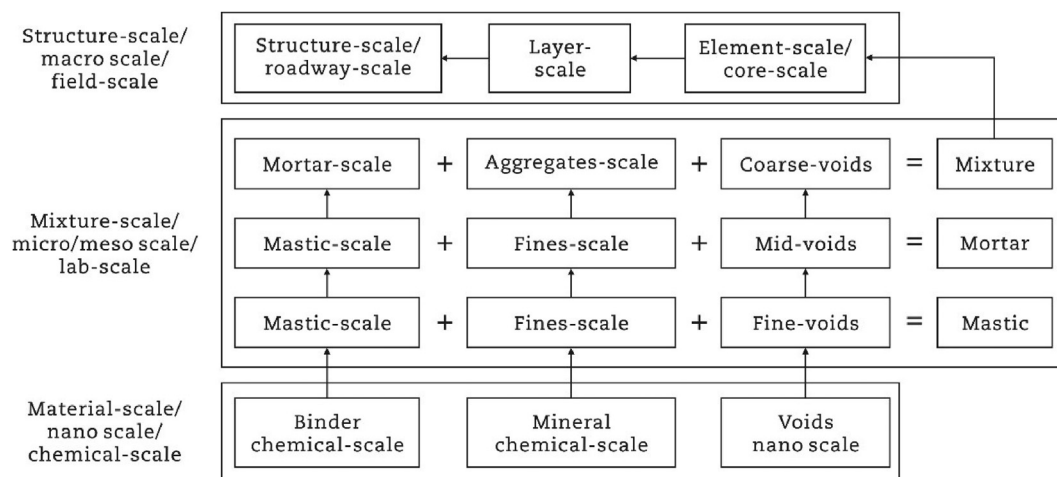 Structure-scale/
macro scale/
field-scale
Structure-scale/
roadway-scale
Layer-
scale
Element-scale/
core-scale
Mixture-scale/
micro/meso scale/
lab-scale
Mortar-scale + Aggregates-scale + Coarse-voids = Mixture
Mastic-scale + Fines-scale + Mid-voids = Mortar
Mastic-scale + Fines-scale + Fine-voids = Mastic
Material-scale/
nano scale/
chemical-scale
Binder
chemical-scale
Mineral
chemical-scale
Voids
nano scale